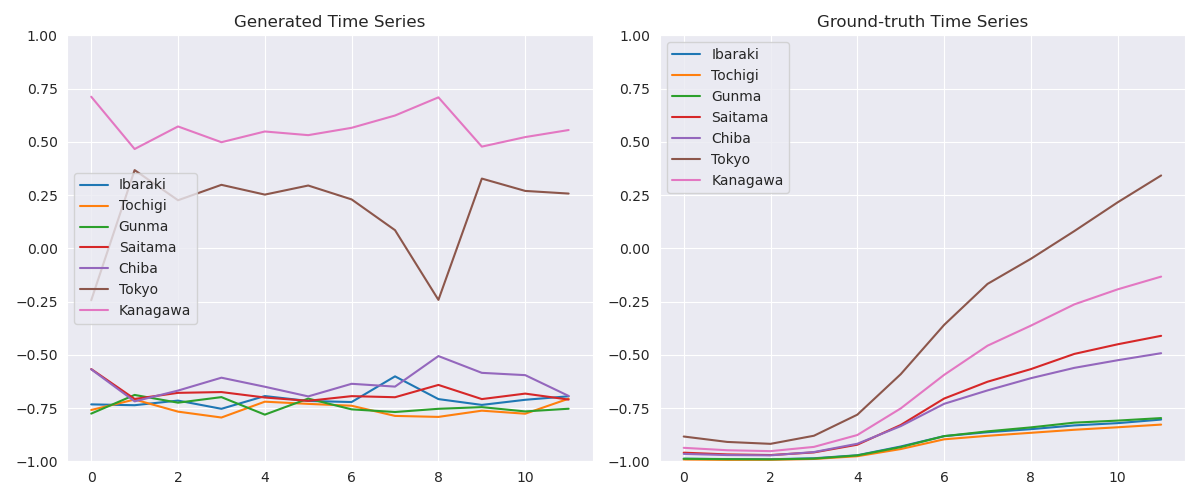 Generated Time Series
1.00
0.75
0.50
0.25
0.00
−0.25
−0.50
−0.75
−1.00
0 2 4 6 8 10
Ibaraki
Tochigi
Gunma
Saitama
Chiba
Tokyo
Kanagawa
Ground-truth Time Series
1.00
0.75
0.50
0.25
0.00
−0.25
−0.50
−0.75
−1.00
0 2 4 6 8 10
Ibaraki
Tochigi
Gunma
Saitama
Chiba
Tokyo
Kanagawa